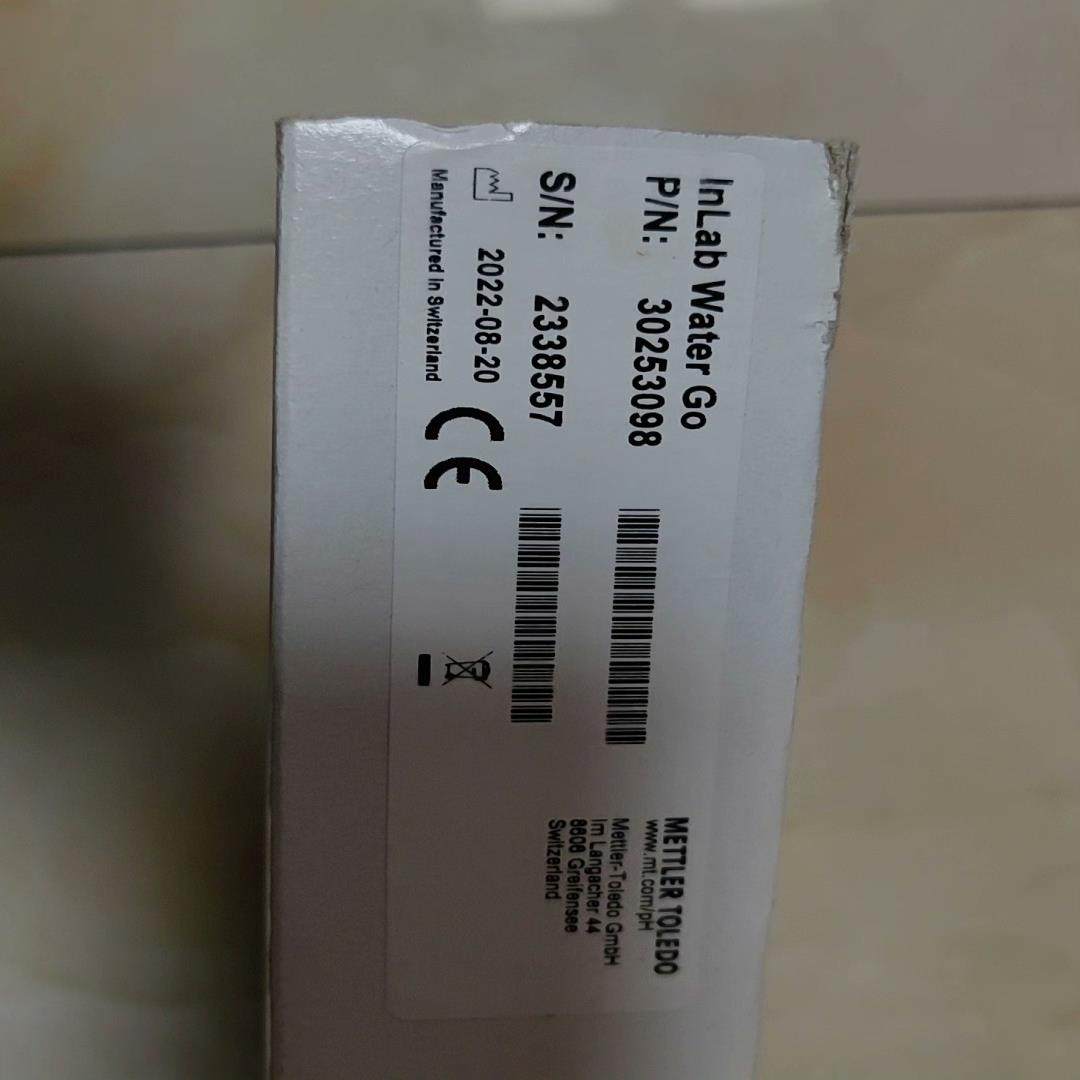 InLab Water Go
P/N: 30253098
S/N: 2338557
2022-08-20
Manufactured in Switzerland
CE
METTLER TOLEDO
www.mt.com/pH
Mettler-Toledo GmbH
Im Langacher 44
8606 Greifensee
Switzerland